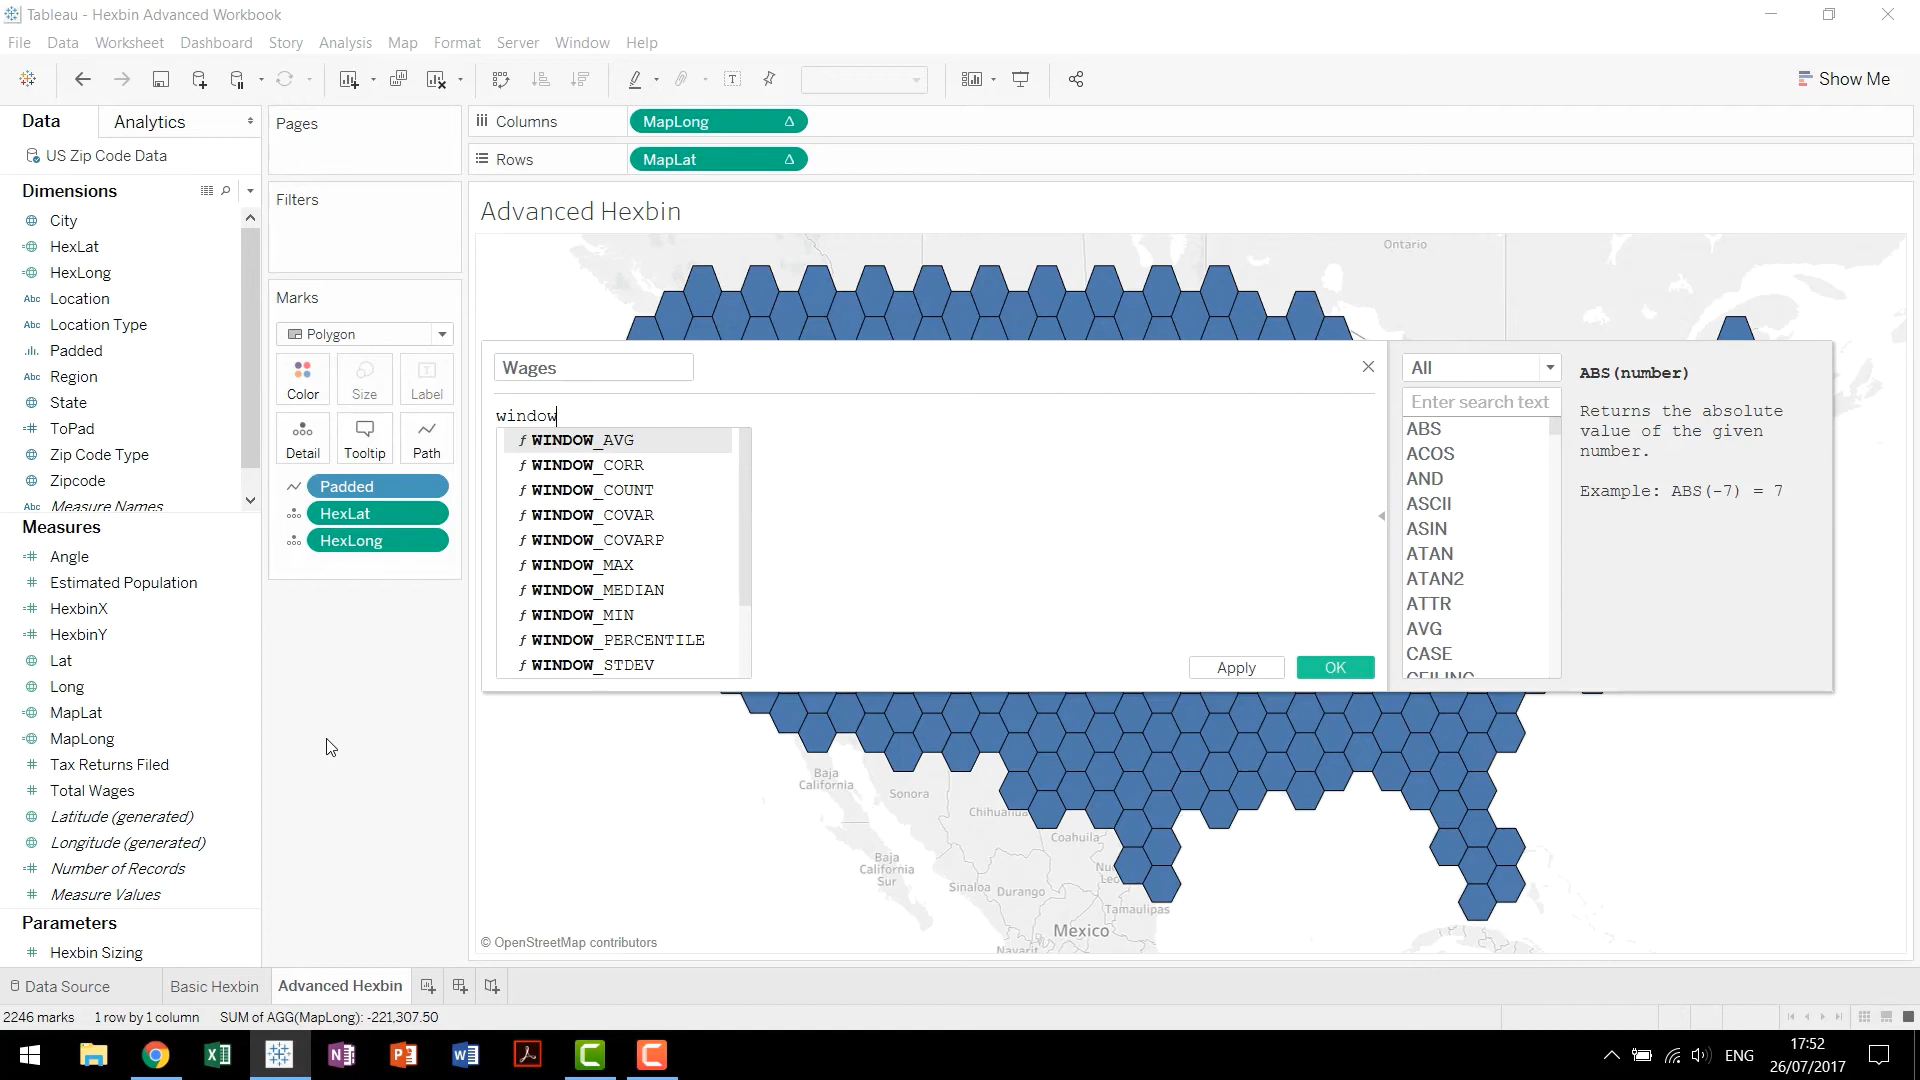 Tableau - Hexbin Advanced Workbook
File Data Worksheet Dashboard Story Analysis Map Format Server Window Help
Show Me
Data
Analytics
US Zip Code Data
Dimensions
City
HexLat
HexLong
Abc Location
Abc Location Type
Padded
Abc Region
Abc State
ToPad
Abc Zip Code Type
Zipcode
Abc Measure Names
Measures
Angle
Estimated Population
HexbinX
HexbinY
Lat
Long
MapLat
MapLong
Tax Returns Filed
Total Wages
Latitude (generated)
Longitude (generated)
Number of Records
Measure Values
Parameters
Hexbin Sizing
Pages
Filters
Marks
Polygon
Color Size Label
Detail Tooltip Path
Padded
HexLat
HexLong
Columns MapLong
Rows MapLat
Advanced Hexbin
Ontario
Wages
window
WINDOW_AVG
WINDOW_CORR
WINDOW_COUNT
WINDOW_COVAR
WINDOW_COVARP
WINDOW_MAX
WINDOW_MEDIAN
WINDOW_MIN
WINDOW_PERCENTILE
WINDOW_STDEV
Apply OK
All
Enter search text
ABS
ACOS
AND
ASCII
ASIN
ATAN
ATAN2
ATTR
AVG
CASE
CEILING
ABS(number)
Returns the absolute
value of the given
number.
Example: ABS(-7) = 7
Baja
California
Sonora
Chihuahua
Coahuila
Baja
California
Sur
Sinaloa
Durango
Tamaulipas
Mexico
© OpenStreetMap contributors
Data Source Basic Hexbin Advanced Hexbin
2246 marks 1 row by 1 column SUM of AGG(MapLong): -221,307.50
ENG
17:52
26/07/2017